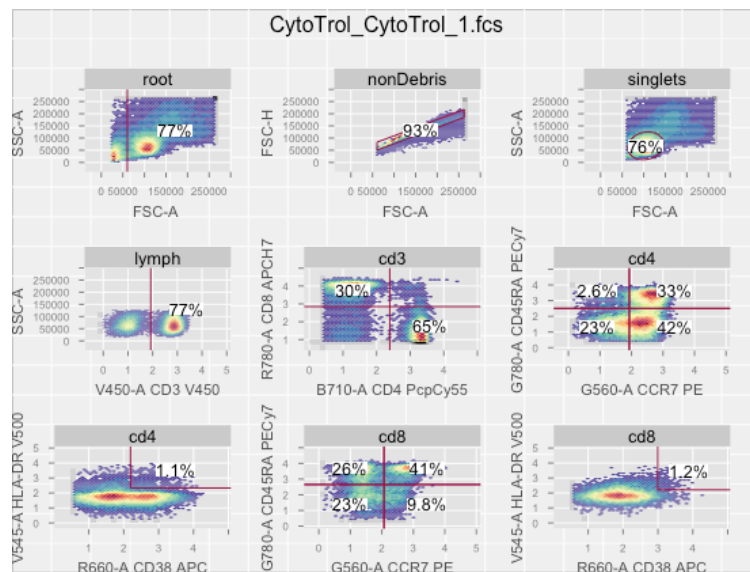 CytoTrol_CytoTrol_1.fcs
root
SSC-A
250000
200000
150000
100000
50000
0
77%
0 50000 150000 250000
FSC-A
nonDebris
FSC-H
250000
200000
150000
100000
50000
0
93%
0 50000 150000 250000
FSC-A
singlets
SSC-A
250000
200000
150000
100000
50000
0
76%
0 50000 150000 250000
FSC-A
lymph
SSC-A
250000
200000
150000
100000
50000
0
77%
0 1 2 3 4 5
V450-A CD3 V450
cd3
R780-A CD8 APCH7
4
3
2
1
30%
65%
0 1 2 3 4 5
B710-A CD4 PcpCy55
cd4
G780-A CD45RA PECy7
5
4
3
2
1
0
2.6% 33%
23% 42%
0 1 2 3 4 5
G560-A CCR7 PE
cd4
V545-A HLA-DR V500
5
4
3
2
1
0
1.1%
1 2 3 4 5
R660-A CD38 APC
cd8
G780-A CD45RA PECy7
4
3
2
1
0
26% 41%
23% 9.8%
0 1 2 3 4 5
G560-A CCR7 PE
cd8
V545-A HLA-DR V500
5
4
3
2
1
0
1.2%
1 2 3 4 5
R660-A CD38 APC